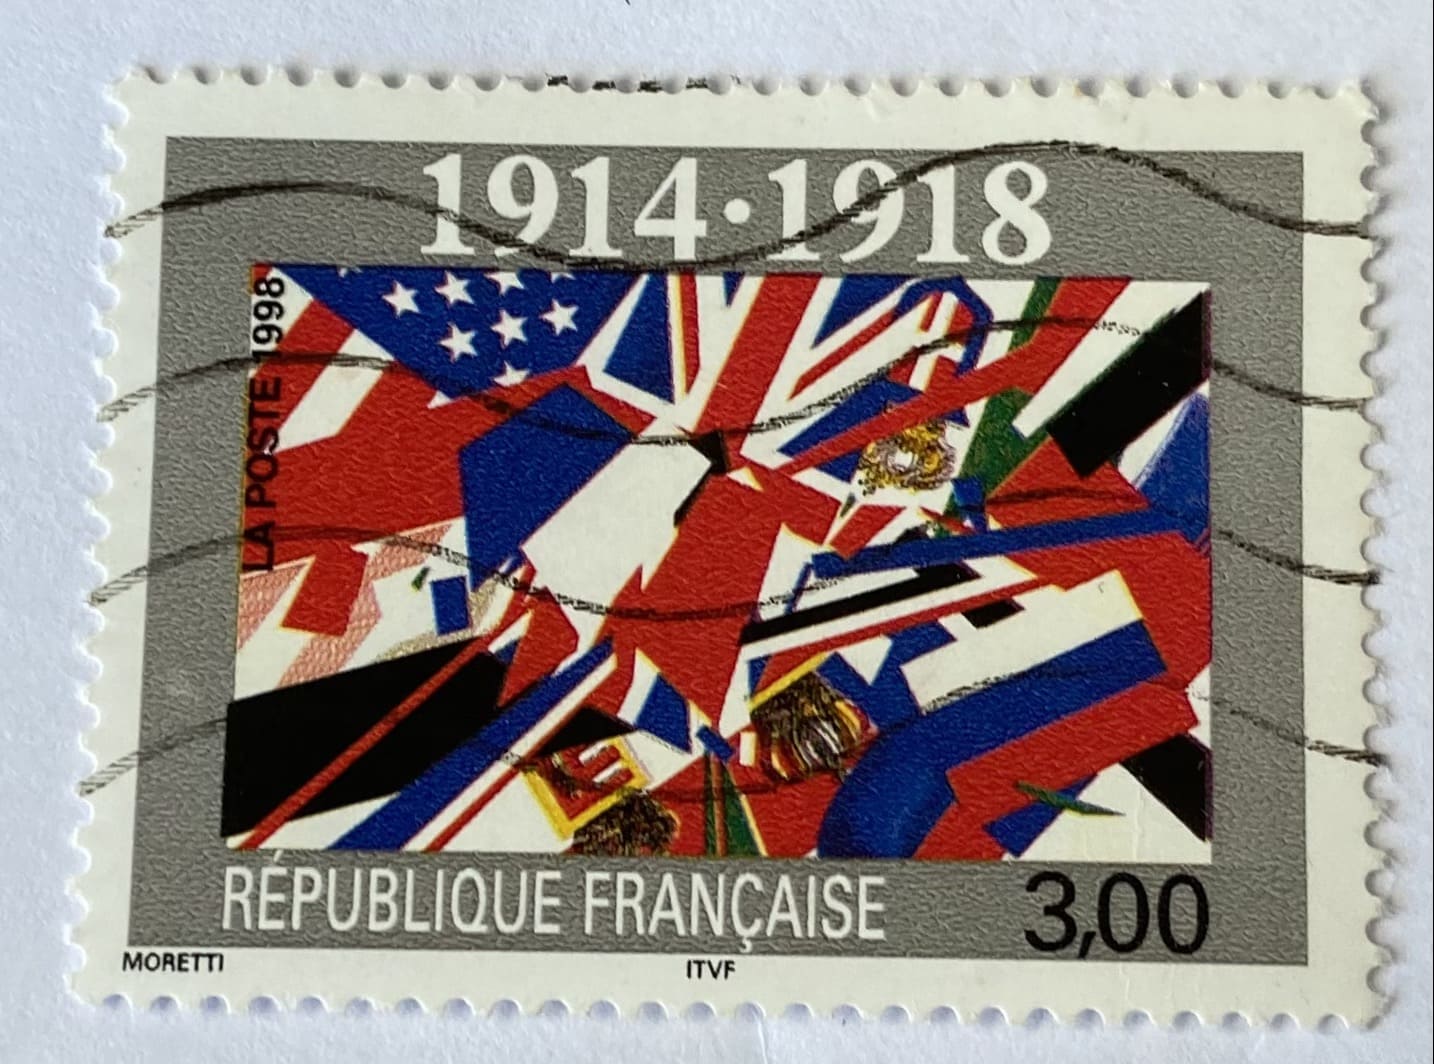 1914·1918
LA POSTE 1998
RÉPUBLIQUE FRANÇAISE
3,00
MORETTI
ITVF